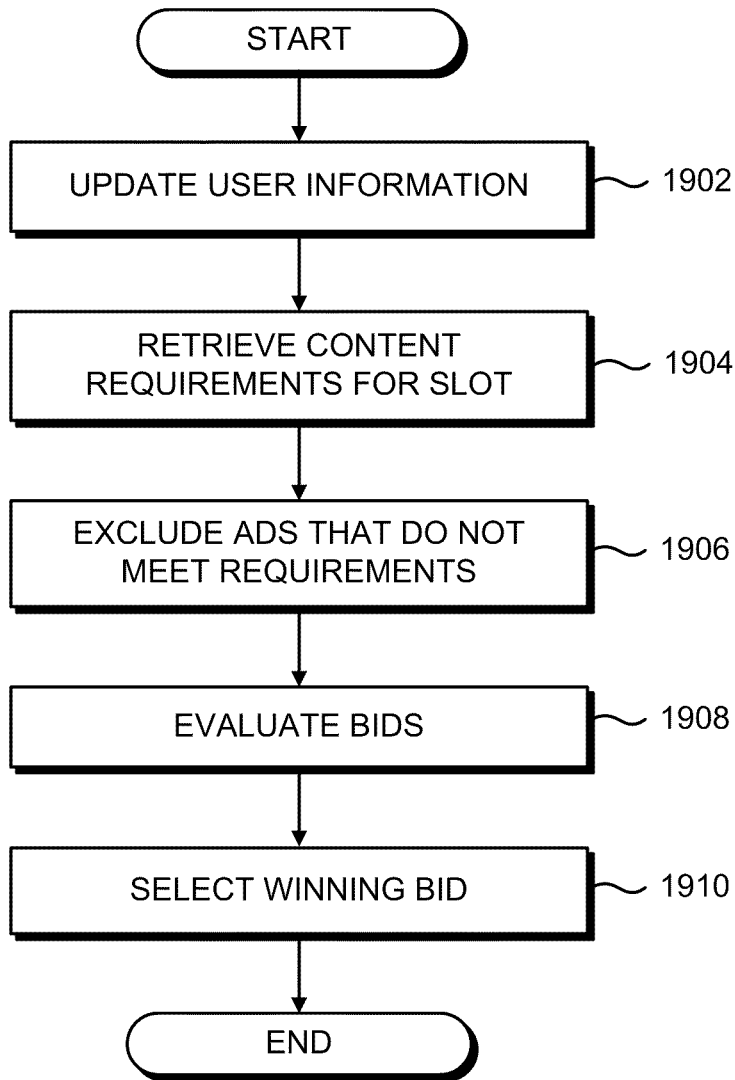 START
UPDATE USER INFORMATION
1902
RETRIEVE CONTENT
REQUIREMENTS FOR SLOT
1904
EXCLUDE ADS THAT DO NOT
MEET REQUIREMENTS
1906
EVALUATE BIDS
1908
SELECT WINNING BID
1910
END